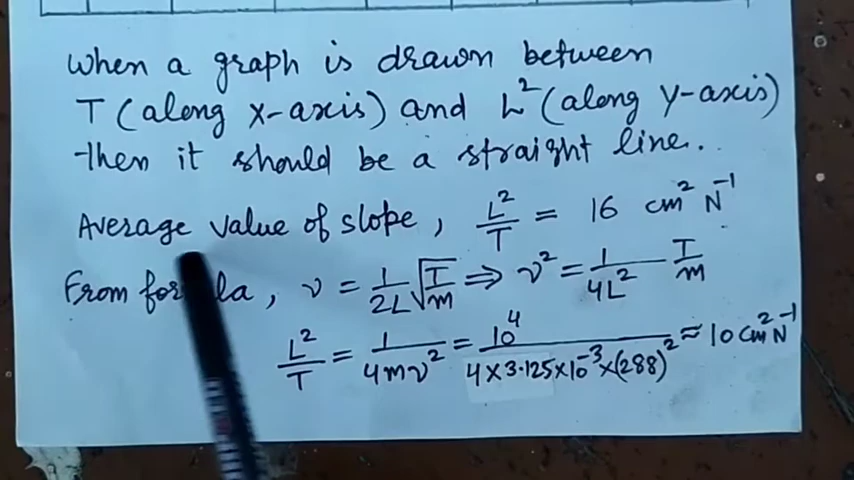 When a graph is drawn between
T (along x-axis) and L² (along y-axis)
then it should be a straight line.
Average value of slope, L²/T = 16 cm² N⁻¹
From la, ν = 1/2L √T/m ⇒ ν² = 1/4L² T/m
L²/T = 1/4mν² = 10⁴/4×3.125×10⁻³×(288)² ≈ 10 cm² N⁻¹